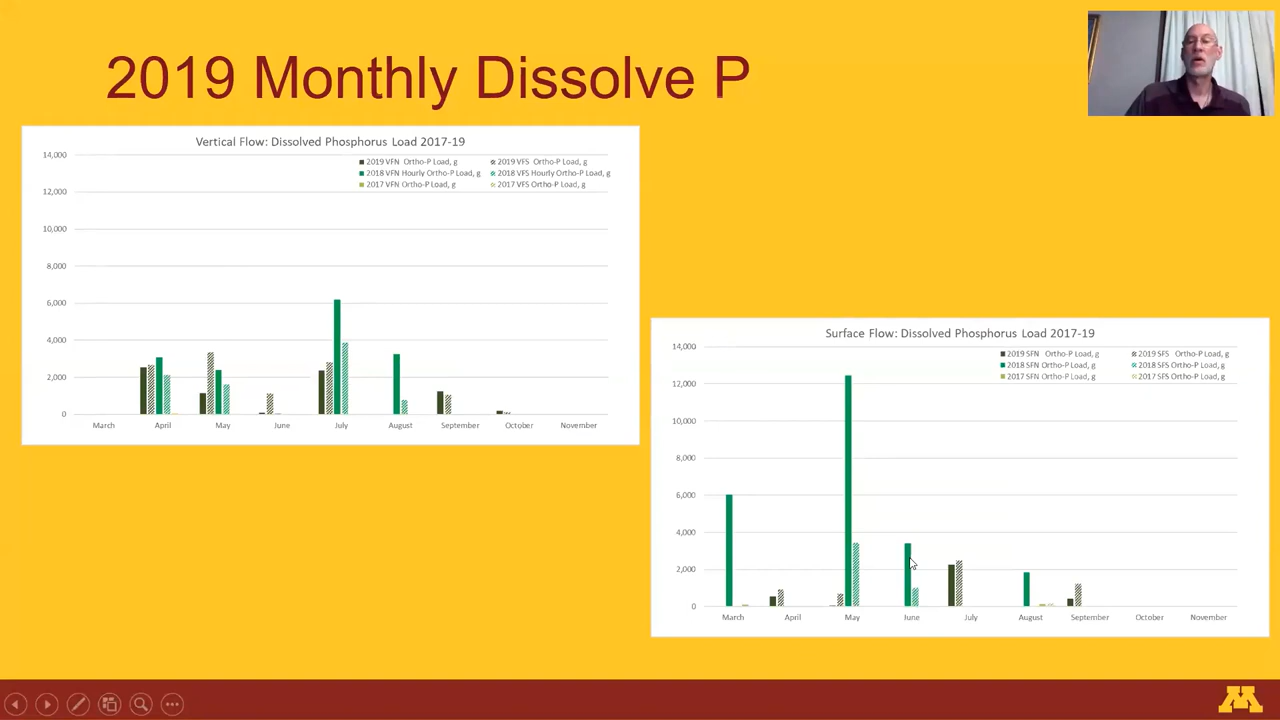 2019 Monthly Dissolve P
Vertical Flow: Dissolved Phosphorus Load 2017-19
14,000
12,000
10,000
8,000
6,000
4,000
2,000
0
2019 VFN Ortho-P Load, g
2019 VFS Ortho-P Load, g
2018 VFN Hourly Ortho-P Load, g
2018 VFS Hourly Ortho-P Load, g
2017 VFN Ortho-P Load, g
2017 VFS Ortho-P Load, g
March April May June July August September October November
Surface Flow: Dissolved Phosphorus Load 2017-19
14,000
12,000
10,000
8,000
6,000
4,000
2,000
0
2019 SFN Ortho-P Load, g
2019 SFS Ortho-P Load, g
2018 SFN Ortho-P Load, g
2018 SFS Ortho-P Load, g
2017 SFN Ortho-P Load, g
2017 SFS Ortho-P Load, g
March April May June July August September October November
M